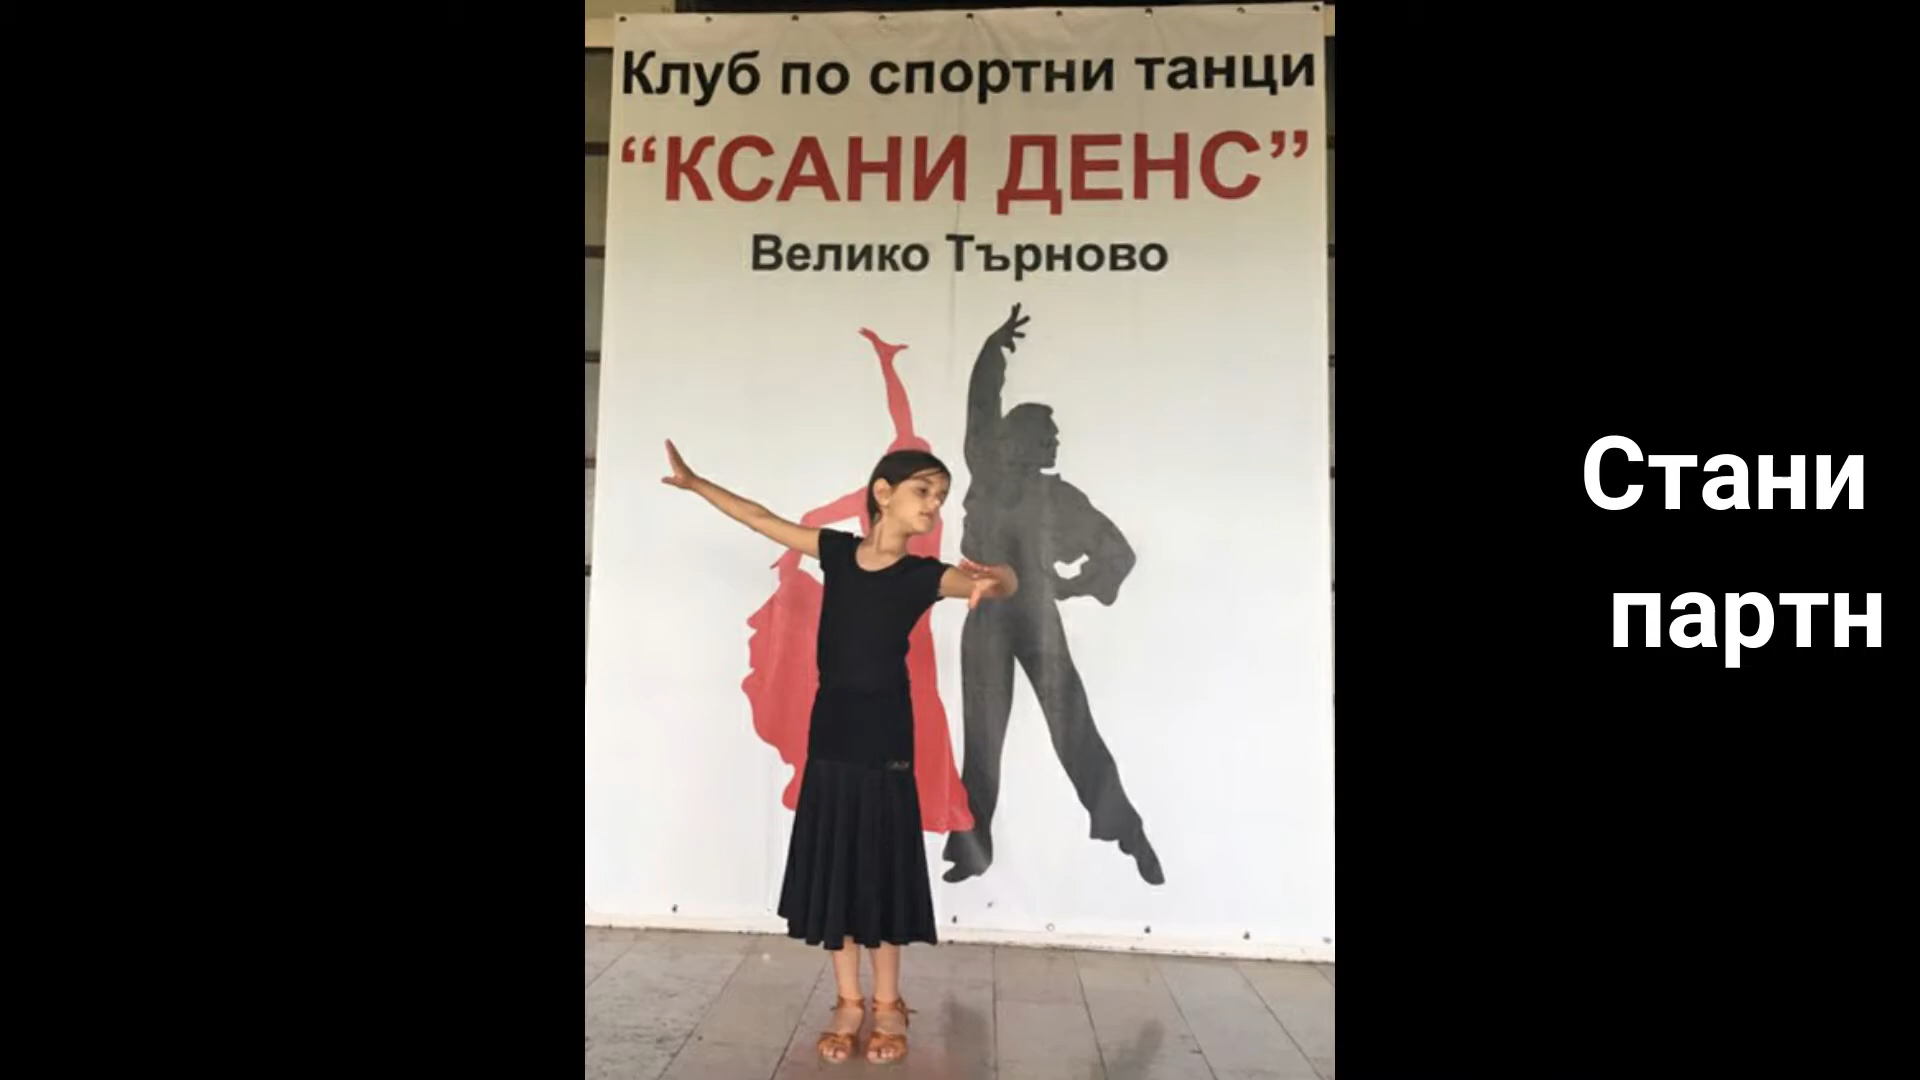 Клуб по спортни танци
“КСАНИ ДЕНС”
Велико Търново
Стани
партн